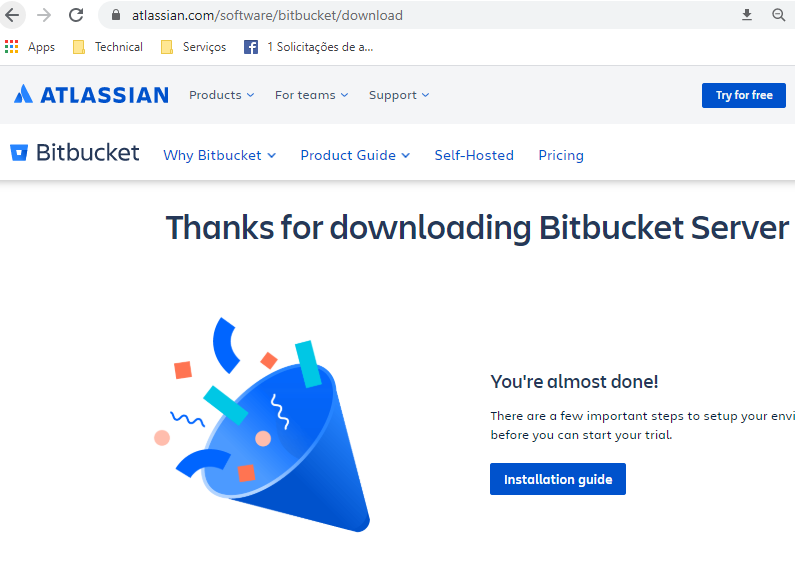 atlassian.com/software/bitbucket/download
Apps Technical Serviços 1 Solicitações de a...
ATLASSIAN Products For teams Support Try for free
Bitbucket Why Bitbucket Product Guide Self-Hosted Pricing
Thanks for downloading Bitbucket Server
You're almost done!
There are a few important steps to setup your envi
before you can start your trial.
Installation guide